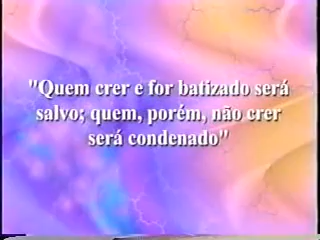 "Quem crer e for batizado será
salvo; quem, porém, não crer
será condenado"